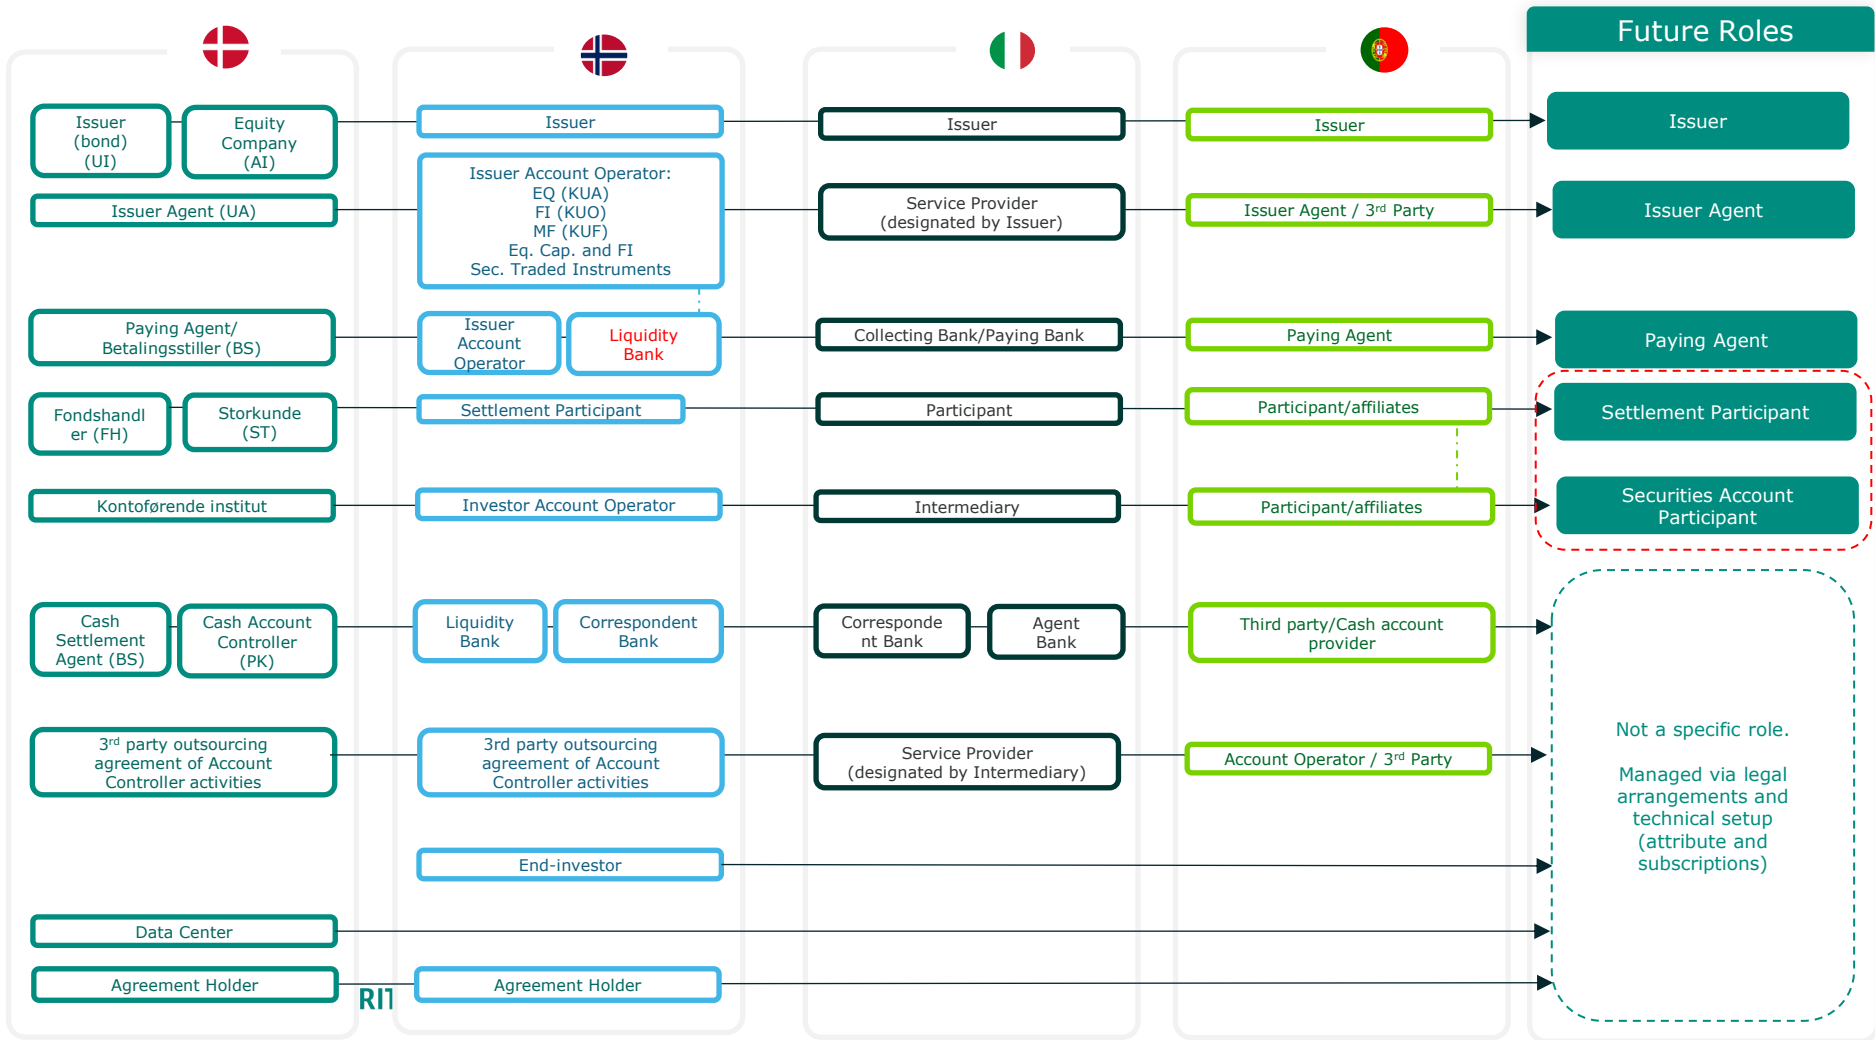 Future Roles
Issuer
(bond)
(UI)
Equity
Company
(AI)
Issuer
Issuer
Issuer
Issuer
Issuer Agent (UA)
Issuer Account Operator:
EQ (KUA)
FI (KUO)
MF (KUF)
Eq. Cap. and FI
Sec. Traded Instruments
Service Provider
(designated by Issuer)
Issuer Agent / 3rd Party
Issuer Agent
Paying Agent/
Betalingsstiller (BS)
Issuer
Account
Operator
Liquidity
Bank
Collecting Bank/Paying Bank
Paying Agent
Paying Agent
Fondshandl
er (FH)
Storkunde
(ST)
Settlement Participant
Participant
Participant/affiliates
Settlement Participant
Kontoførende institut
Investor Account Operator
Intermediary
Participant/affiliates
Securities Account
Participant
Cash
Settlement
Agent (BS)
Cash Account
Controller
(PK)
Liquidity
Bank
Correspondent
Bank
Corresponde
nt Bank
Agent
Bank
Third party/Cash account
provider
3rd party outsourcing
agreement of Account
Controller activities
3rd party outsourcing
agreement of Account
Controller activities
Service Provider
(designated by Intermediary)
Account Operator / 3rd Party
Not a specific role.
Managed via legal
arrangements and
technical setup
(attribute and
subscriptions)
End-investor
Data Center
Agreement Holder
RIT
Agreement Holder